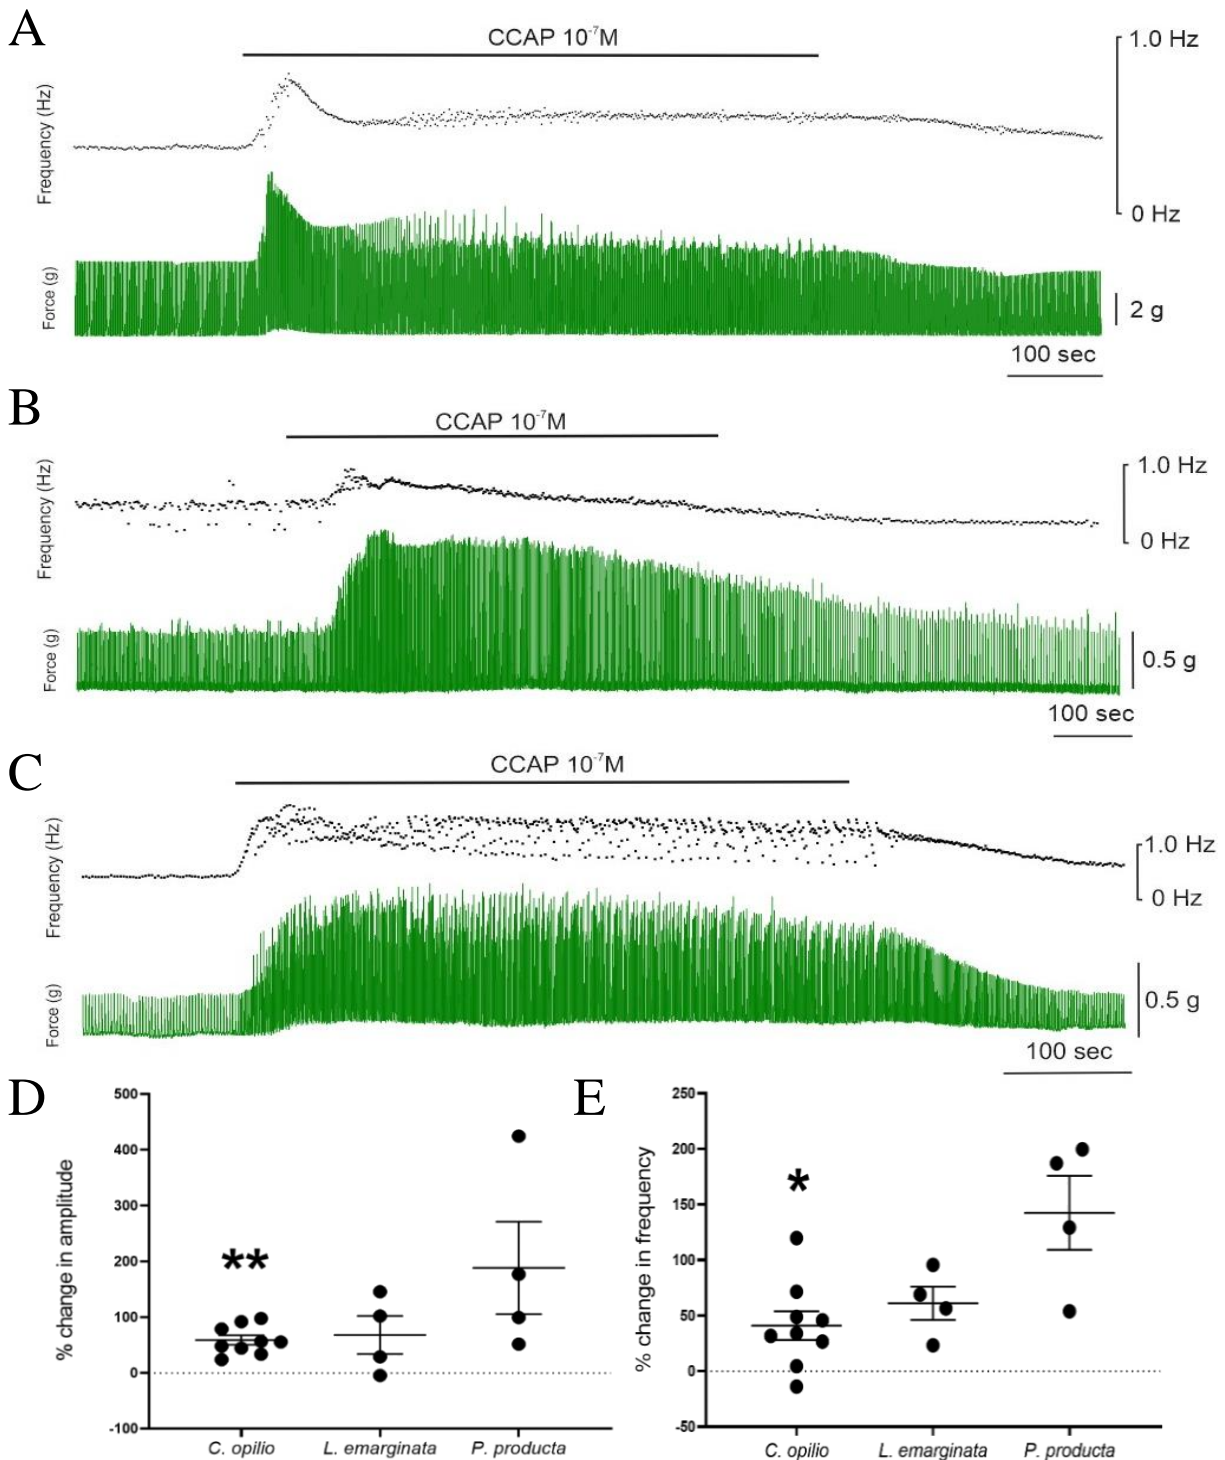 A
CCAP 10⁻⁷M
1.0 Hz
Frequency (Hz)
0 Hz
Force (g)
2 g
100 sec
B
CCAP 10⁻⁷M
1.0 Hz
Frequency (Hz)
0 Hz
Force (g)
0.5 g
100 sec
C
CCAP 10⁻⁷M
Frequency (Hz)
1.0 Hz
0 Hz
Force (g)
0.5 g
100 sec
D
% change in amplitude
500
400
300
200
100
0
-100
**
C. opilio
L. emarginata
P. producta
E
% change in frequency
250
200
150
100
50
0
-50
*
C. opilio
L. emarginata
P. producta